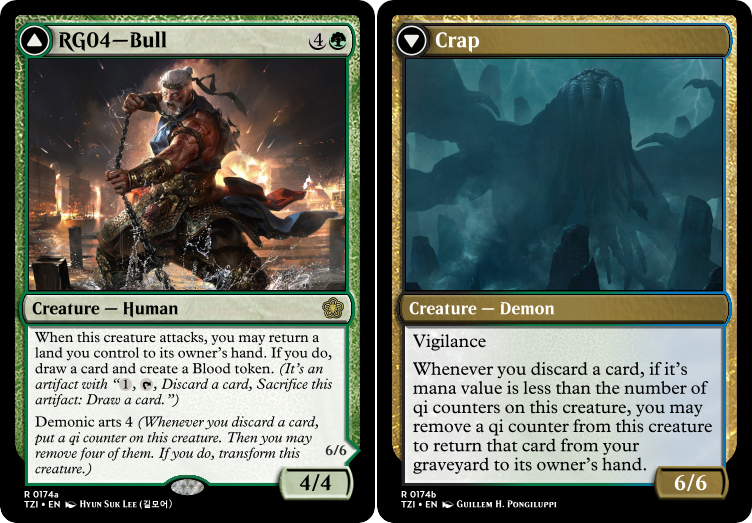 RG04—Bull
4
Creature — Human
When this creature attacks, you may return a
land you control to its owner's hand. If you do,
draw a card and create a Blood token. (It's an
artifact with “1, , Discard a card, Sacrifice this
artifact: Draw a card.”)
Demonic arts 4 (Whenever you discard a card,
put a qi counter on this creature. Then you may
remove four of them. If you do, transform this
creature.)
6/6
4/4
R 0174a
TZI • EN Hyun Suk Lee (길모어)
Crap
Creature — Demon
Vigilance
Whenever you discard a card, if it's
mana value is less than the number of
qi counters on this creature, you may
remove a qi counter from this creature
to return that card from your
graveyard to its owner's hand.
6/6
R 0174b
TZI • EN Guillem H. Pongiluppi